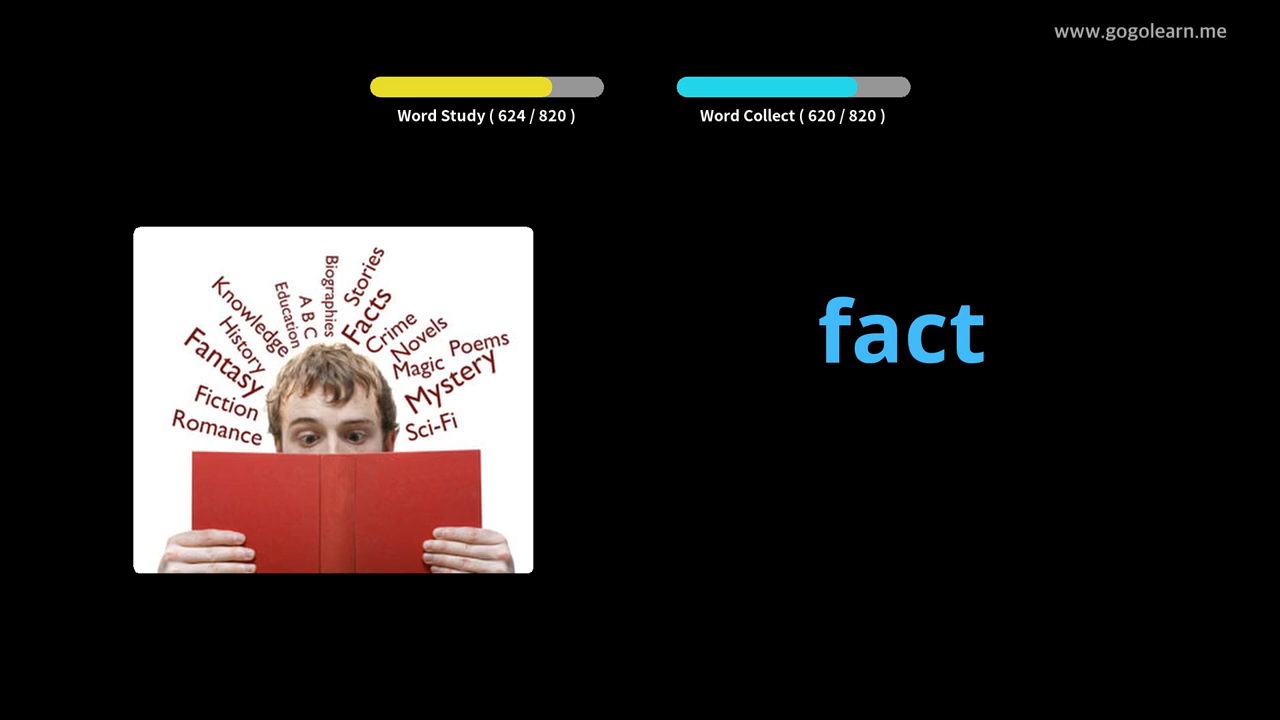 www.gogolearn.me
Word Study ( 624 / 820 )
Word Collect ( 620 / 820 )
Romance
Fiction
Fantasy
History
Knowledge
Education
A B C
Biographies
Stories
Facts
Crime
Novels
Magic
Poems
Mystery
Sci-Fi
fact